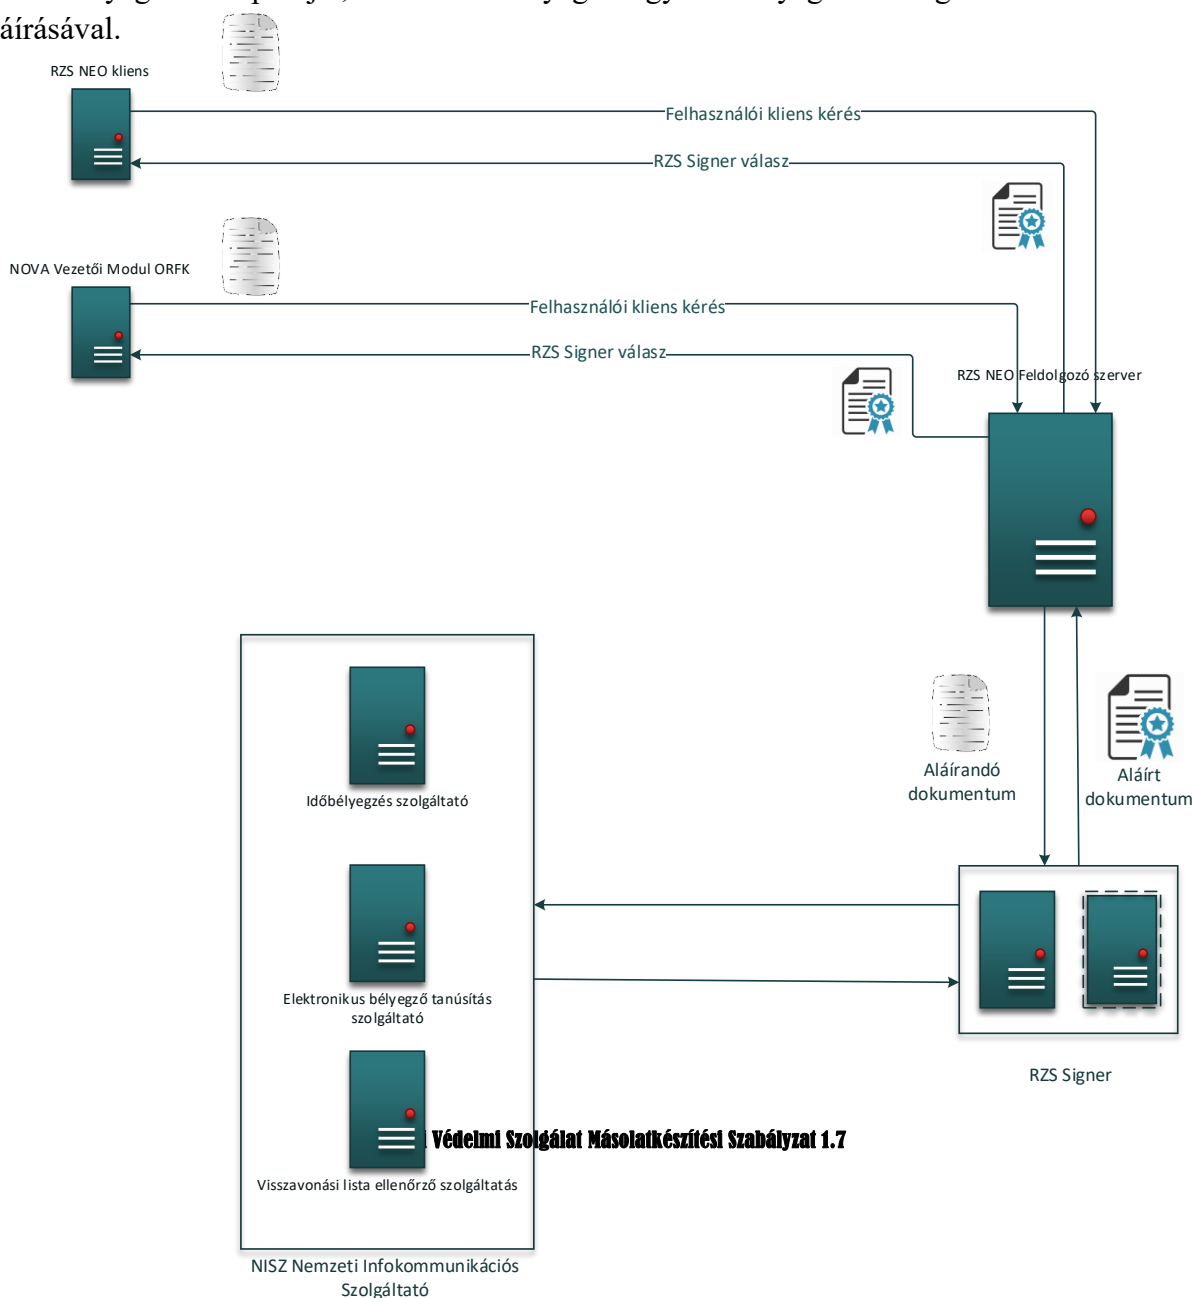 áírásával.
RZS NEO kliens
Felhasználói kliens kérés
RZS Signer válasz
NOVA Vezetői Modul ORFK
Felhasználói kliens kérés
RZS Signer válasz
RZS NEO Feldolgozó szerver
Aláírandó
dokumentum
Aláírt
dokumentum
Időbélyegzés szolgáltató
Elektronikus bélyegző tanúsítás
szolgáltató
RZS Signer
Védelmi Szolgálat Másolatkészítési Szabályzat 1.7
Visszavonási lista ellenőrző szolgáltatás
NISZ Nemzeti Infokommunikációs
Szolgáltató